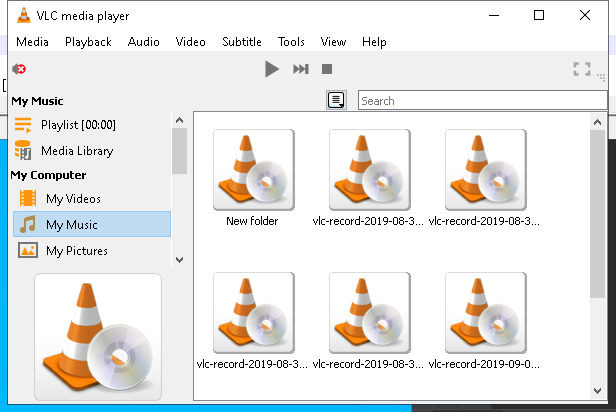 VLC media player
Media Playback Audio Video Subtitle Tools View Help
[
My Music
Search
Playlist [00:00]
Media Library
My Computer
My Videos
My Music
My Pictures
New folder vlc-record-2019-08-3... vlc-record-2019-08-3...
vlc-record-2019-08-3... vlc-record-2019-08-3... vlc-record-2019-09-0...